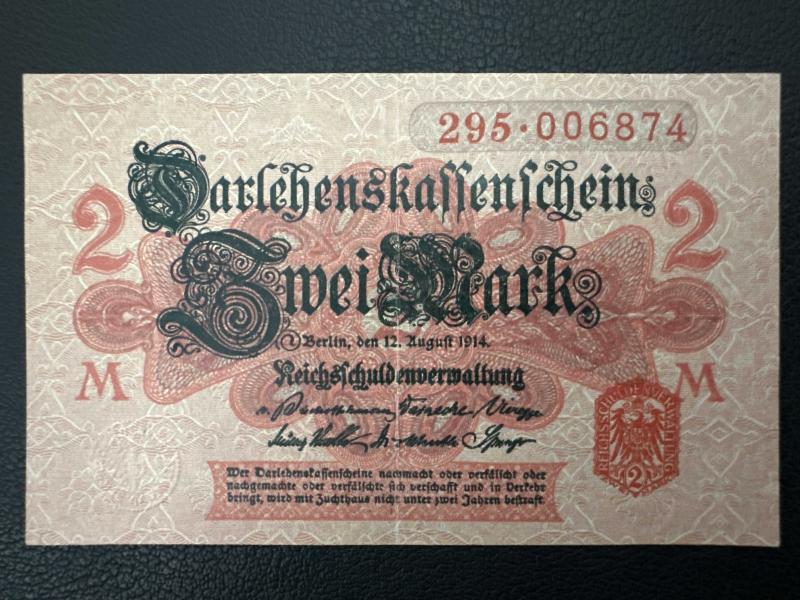 295·006874
Darlehenskassenschein
2 2
Zwei Mark
Berlin, den 12. August 1914.
M M
Reichsschuldenverwaltung
REICHSSCHULDENVERWALTUNG
2
Wer Darlehenskassenscheine nachmacht oder verfälscht oder
nachgemachte oder verfälschte sich verschafft und in Verkehr
bringt, wird mit Zuchthaus nicht unter zwei Jahren bestraft.